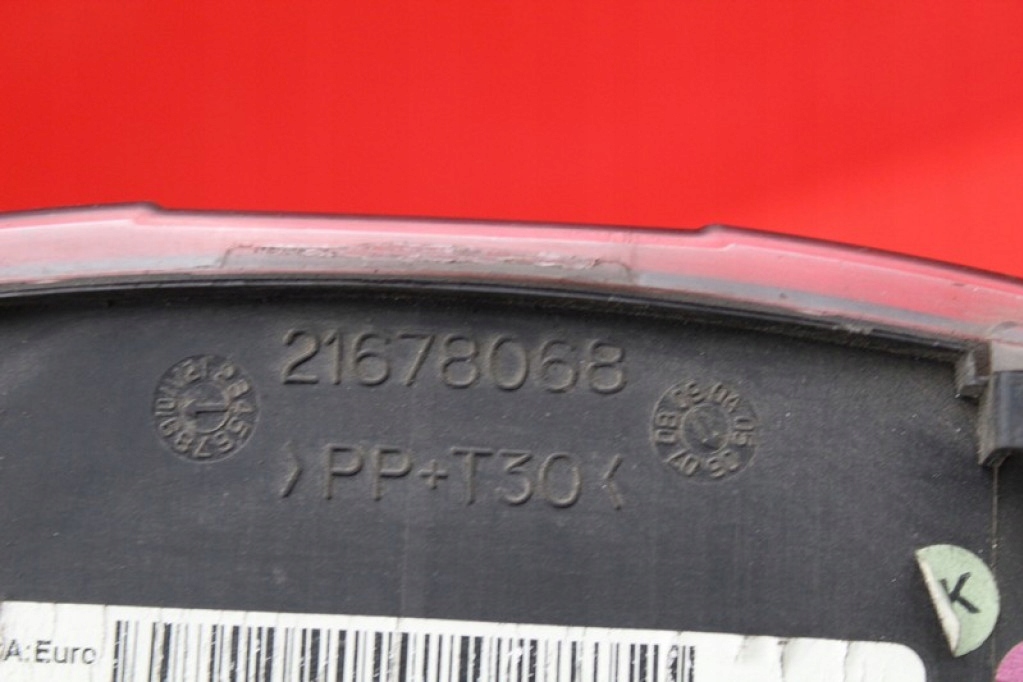 21678068
>PP+T30<
K
A:Euro